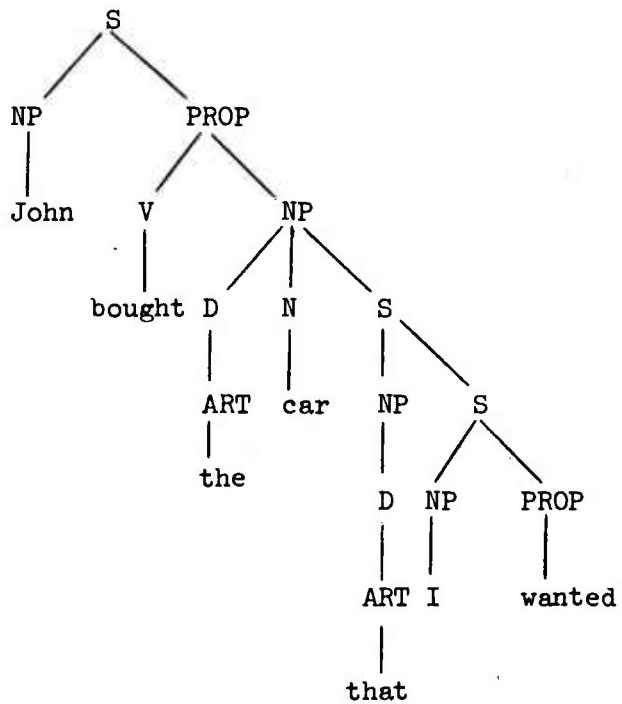 S
NP PROP
John V NP
bought D N S
ART car NP S
the
D NP PROP
ART I wanted
that